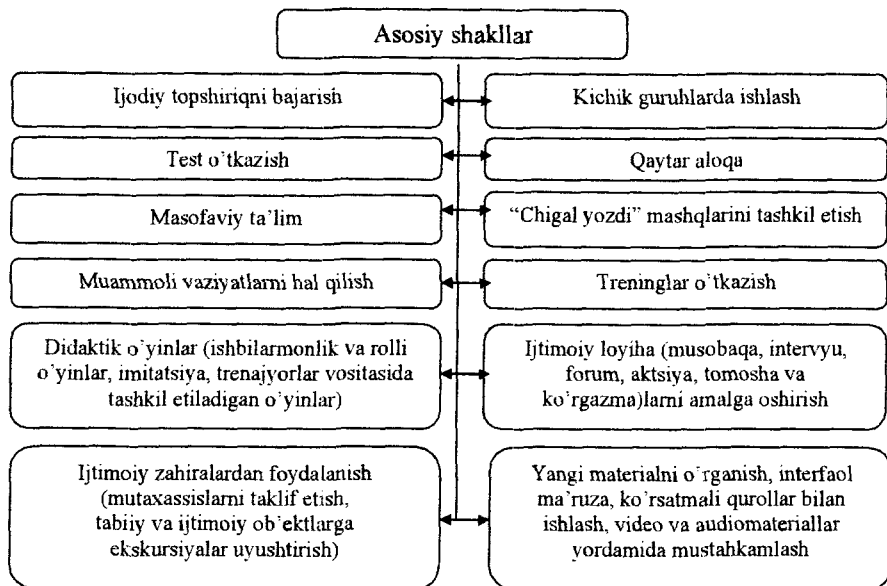 Asosiy shakllar
Ijodiy topshiriqni bajarish
Kichik guruhlarda ishlash
Test o’tkazish
Qaytar aloqa
Masofaviy ta’lim
“Chigal yozdi” mashqlarini tashkil etish
Muammoli vaziyatlarni hal qilish
Treninglar o’tkazish
Didaktik o’yinlar (ishbilarmonlik va rolli
o’yinlar, imitatsiya, trenajyorlar vositasida
tashkil etiladigan o’yinlar)
Ijtimoiy loyiha (musobaqa, intervyu,
forum, aktsiya, tomosha va
ko’rgazma)larni amalga oshirish
Ijtimoiy zahiralardan foydalanish
(mutaxassislarni taklif etish,
tabiiy va ijtimoiy ob’ektlarga
ekskursiyalar uyushtirish)
Yangi materialni o’rganish, interfaol
ma’ruza, ko’rsatmali qurollar bilan
ishlash, video va audiomateriallar
yordamida mustahkamlash